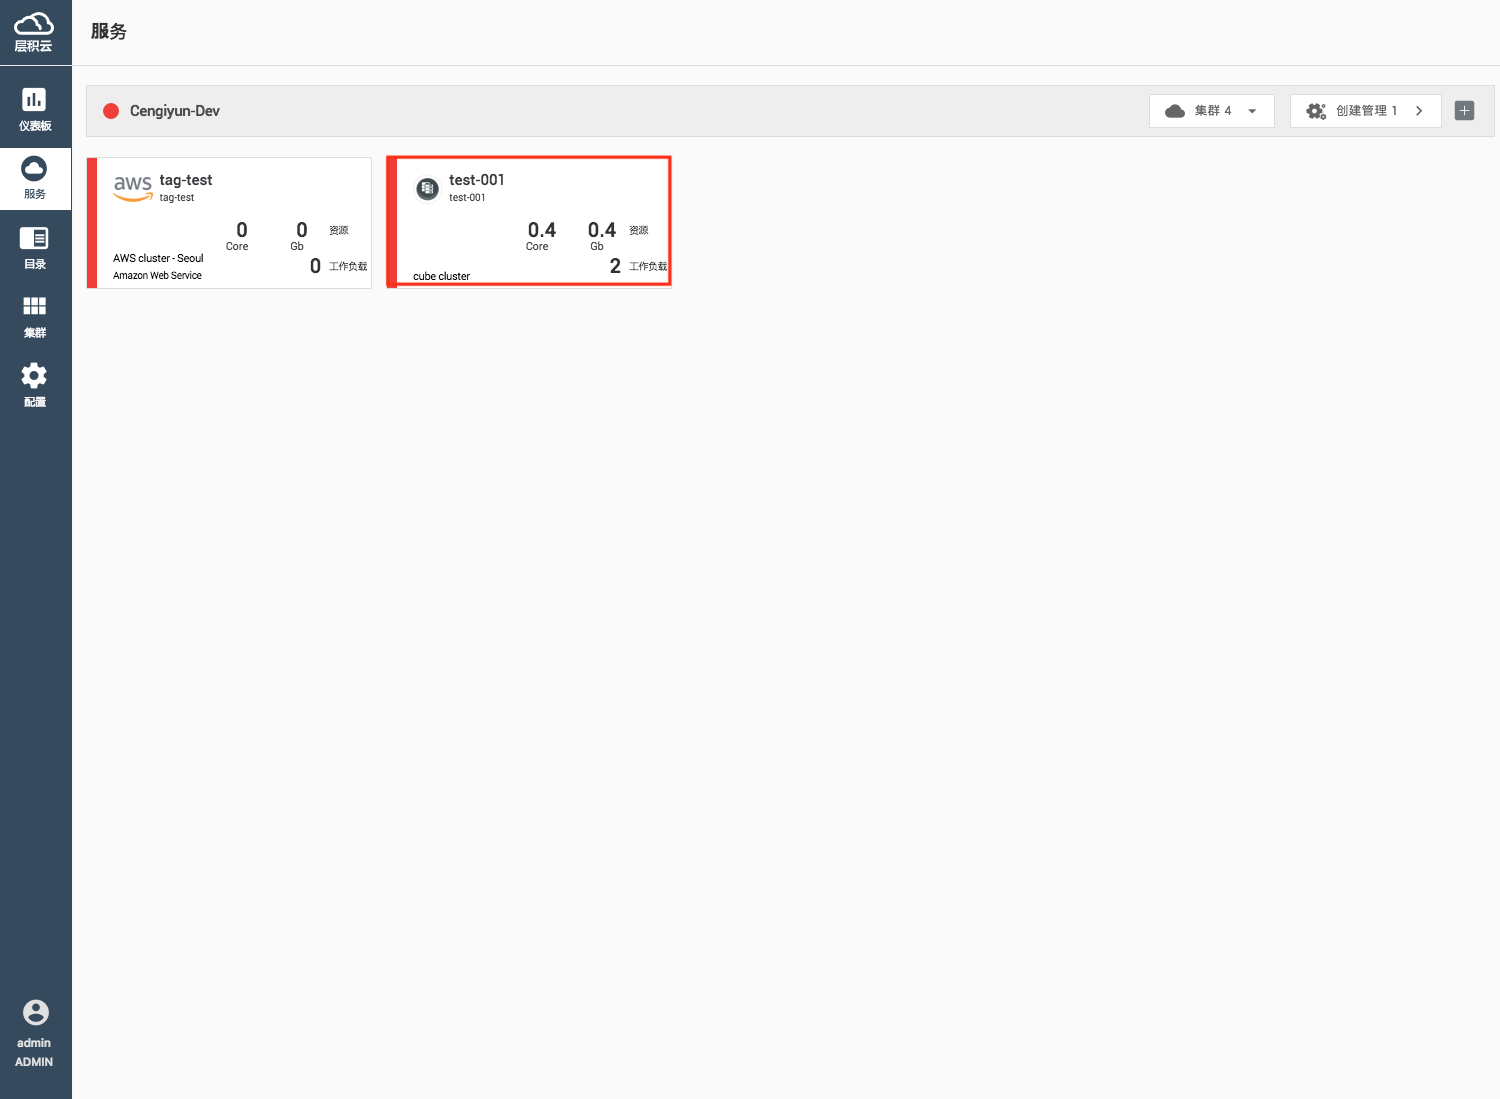 层积云
服务
仪表板
服务
目录
集群
配置
admin
ADMIN
Cengiyun-Dev
集群 4
创建管理 1
aws
tag-test
tag-test
0 0 资源
Core Gb
0 工作负载
AWS cluster - Seoul
Amazon Web Service
test-001
test-001
0.4 0.4 资源
Core Gb
2 工作负载
cube cluster